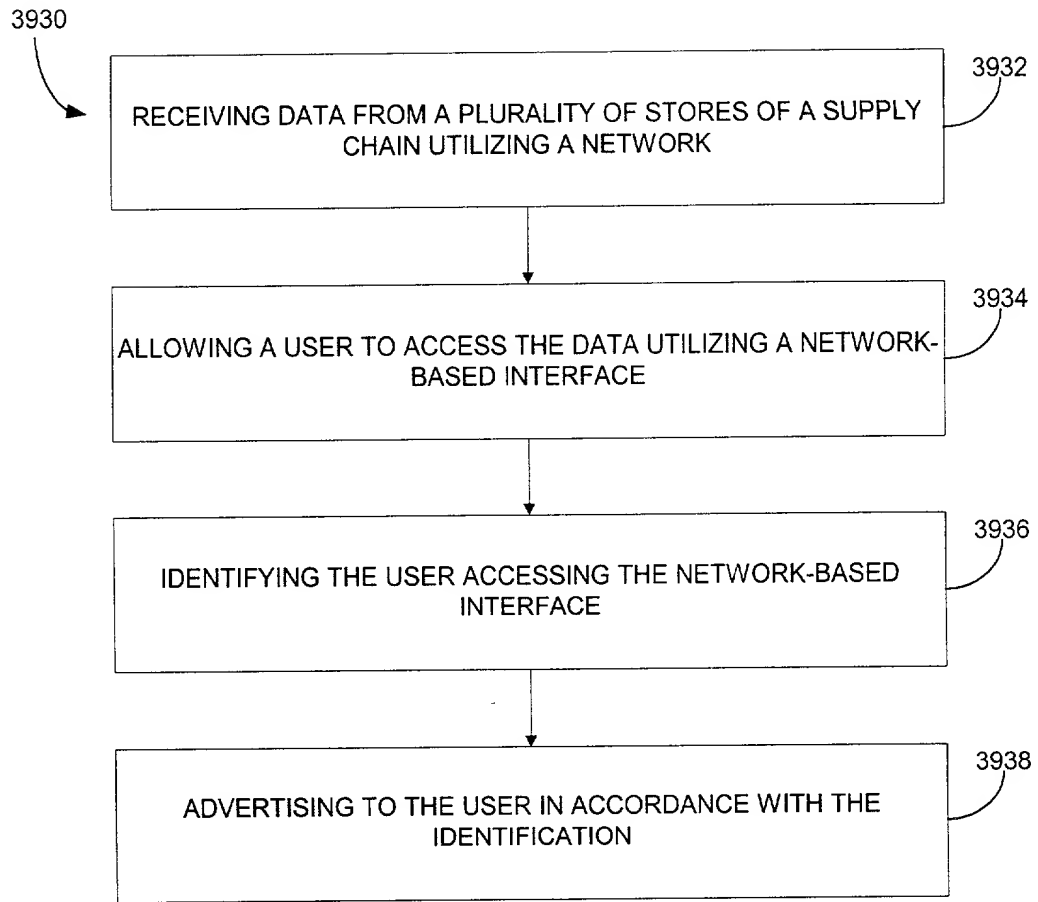 3930
3932
RECEIVING DATA FROM A PLURALITY OF STORES OF A SUPPLY
CHAIN UTILIZING A NETWORK
3934
ALLOWING A USER TO ACCESS THE DATA UTILIZING A NETWORK-
BASED INTERFACE
3936
IDENTIFYING THE USER ACCESSING THE NETWORK-BASED
INTERFACE
3938
ADVERTISING TO THE USER IN ACCORDANCE WITH THE
IDENTIFICATION